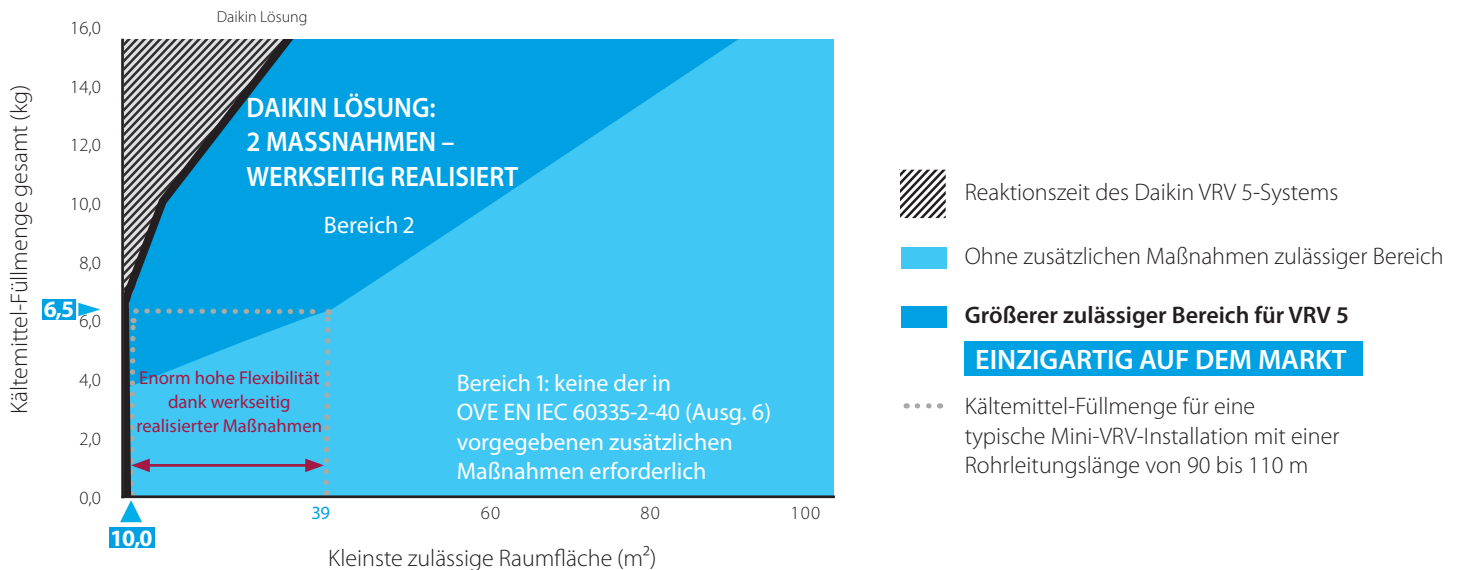 Daikin Lösung
16,0
14,0
12,0
10,0
8,0
6,5
6,0
4,0
2,0
0,0
Kältemittel-Füllmenge gesamt (kg)
DAIKIN LÖSUNG:
2 MASSNAHMEN –
WERKSEITIG REALISIERT
Bereich 2
Enorm hohe Flexibilität
dank werkseitig
realisierter Maßnahmen
Bereich 1: keine der in
OVE EN IEC 60335-2-40 (Ausg. 6)
vorgegebenen zusätzlichen
Maßnahmen erforderlich
10,0
39
60
80
100
Kleinste zulässige Raumfläche (m²)
Reaktionszeit des Daikin VRV 5-Systems
Ohne zusätzlichen Maßnahmen zulässiger Bereich
Größerer zulässiger Bereich für VRV 5
EINZIGARTIG AUF DEM MARKT
Kältemittel-Füllmenge für eine
typische Mini-VRV-Installation mit einer
Rohrleitungslänge von 90 bis 110 m